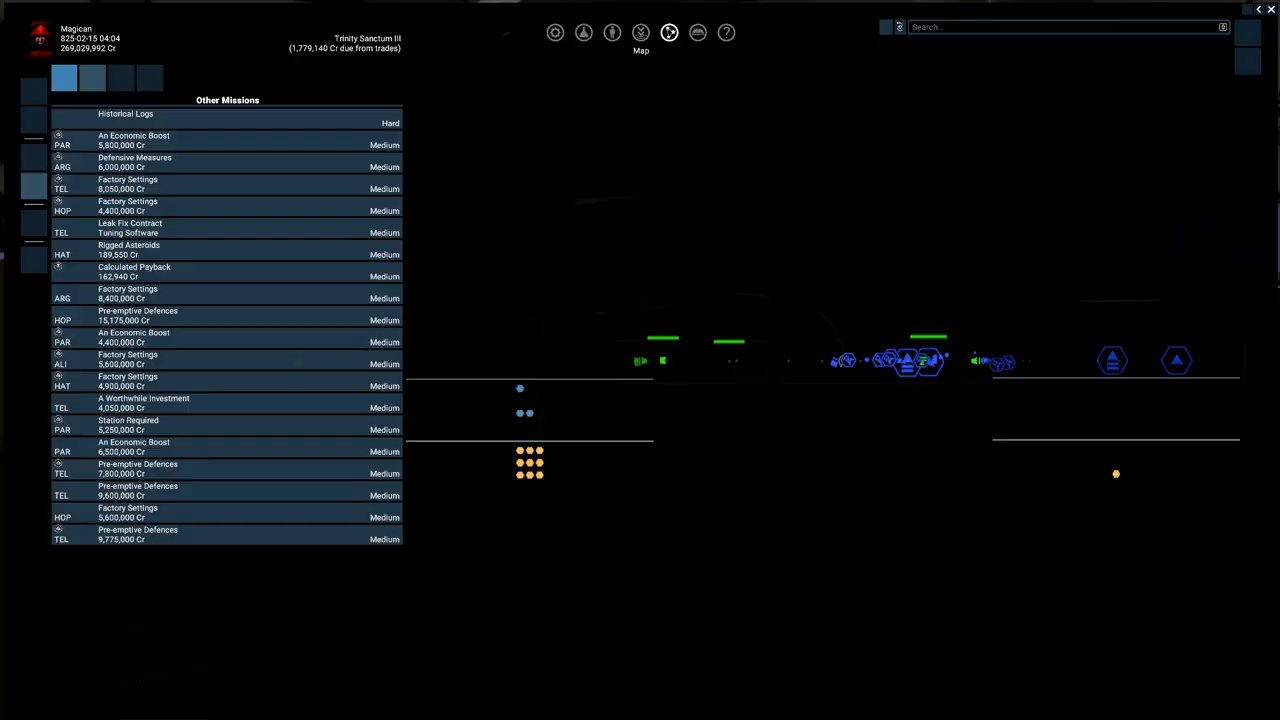 Magican
825-02-15 04:04
269,029,992 Cr
Trinity Sanctum III
(1,779,140 Cr due from trades)
Map
Search...
Other Missions
Historical Logs
Hard
An Economic Boost
PAR 5,800,000 Cr Medium
Defensive Measures
ARG 6,000,000 Cr Medium
Factory Settings
TEL 8,050,000 Cr Medium
Factory Settings
HOP 4,400,000 Cr Medium
Leak Fix Contract
TEL Tuning Software Medium
Rigged Asteroids
HAT 189,550 Cr Medium
Calculated Payback
162,940 Cr Medium
Factory Settings
ARG 8,400,000 Cr Medium
Pre-emptive Defences
HOP 15,175,000 Cr Medium
An Economic Boost
PAR 4,400,000 Cr Medium
Factory Settings
ALI 5,600,000 Cr Medium
Factory Settings
HAT 4,900,000 Cr Medium
A Worthwhile Investment
TEL 4,050,000 Cr Medium
Station Required
PAR 5,250,000 Cr Medium
An Economic Boost
PAR 6,500,000 Cr Medium
Pre-emptive Defences
TEL 7,800,000 Cr Medium
Pre-emptive Defences
TEL 9,600,000 Cr Medium
Factory Settings
HOP 5,600,000 Cr Medium
Pre-emptive Defences
TEL 9,775,000 Cr Medium